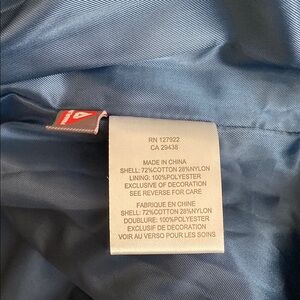 RN 127922
CA 29438
MADE IN CHINA
SHELL: 72%COTTON 28%NYLON
LINING: 100%POLYESTER
EXCLUSIVE OF DECORATION
SEE REVERSE FOR CARE
FABRIQUE EN CHINE
SHELL: 72%COTTON 28%NYLON
DOUBLURE: 100%POLYESTER
EXCLUSIF DE DECORATION
VOIR AU VERSO POUR LES SOINS